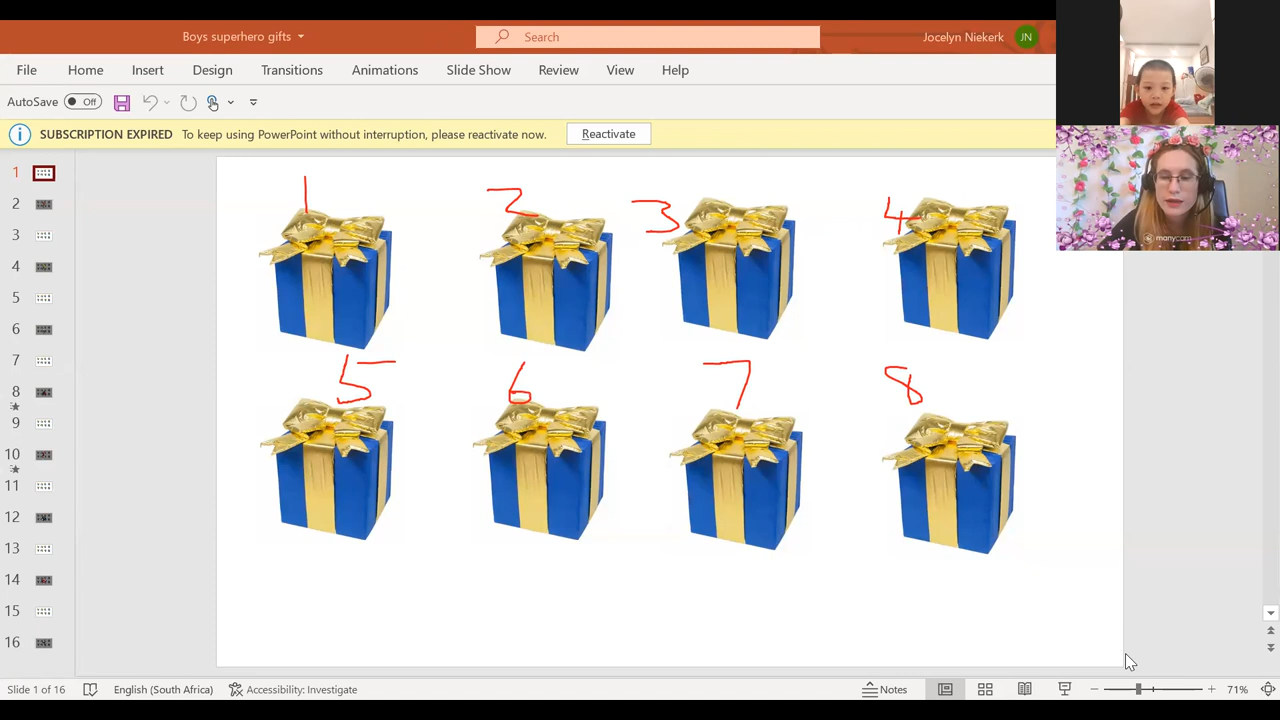 Boys superhero gifts
Search
Jocelyn Niekerk JN
File Home Insert Design Transitions Animations Slide Show Review View Help
AutoSave Off
SUBSCRIPTION EXPIRED To keep using PowerPoint without interruption, please reactivate now. Reactivate
1
2
3
4
5
6
7
8
9
10
11
12
13
14
15
16
1 2 3 4
5 6 7 8
manycam
Slide 1 of 16 English (South Africa) Accessibility: Investigate Notes 71%